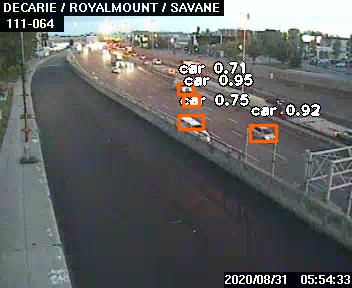 DECARIE / ROYALMOUNT / SAVANE
111-064
car 0.71
car 0.95
car 0.75
car 0.92
2020/08/31 05:54:33